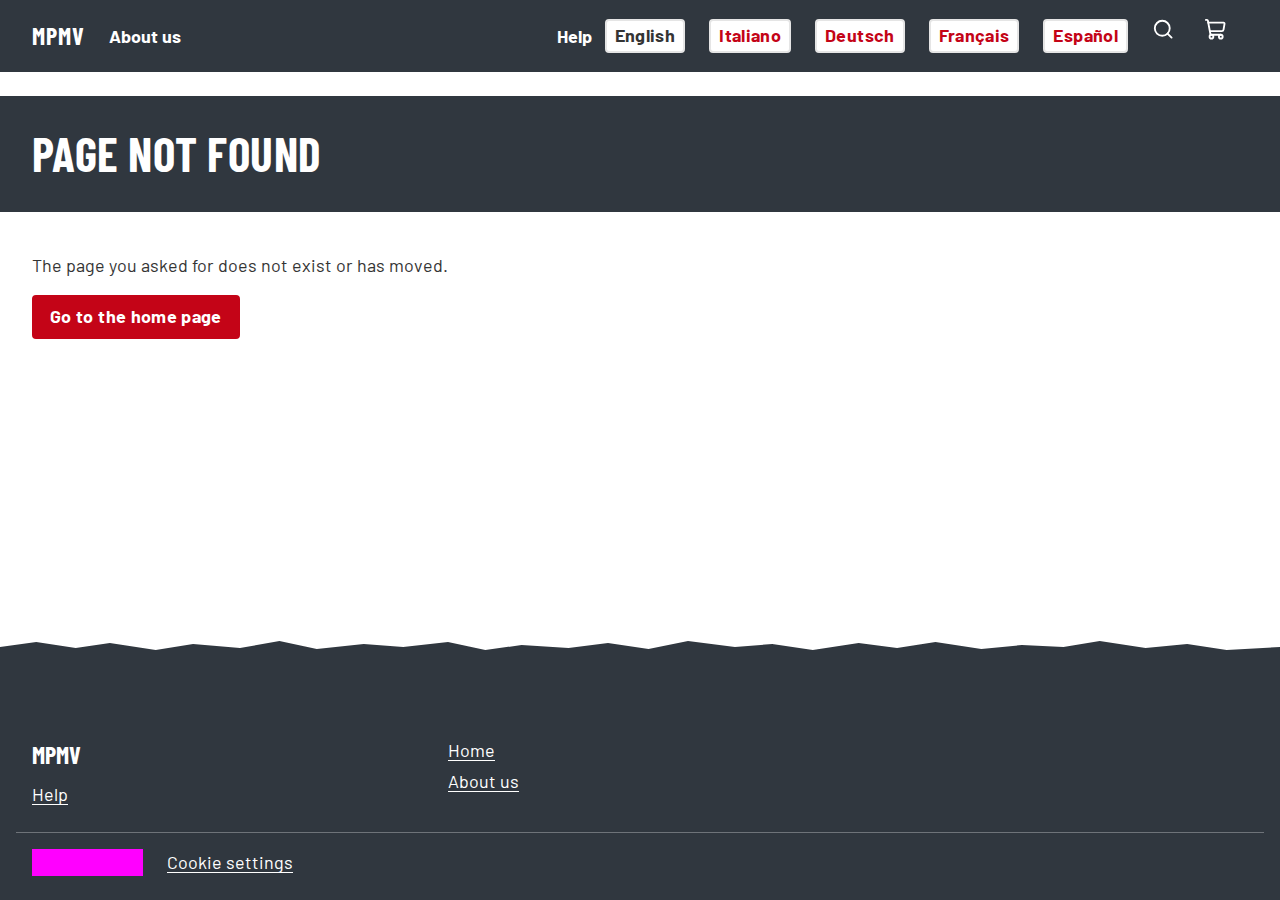 MPMV About us Help English Italiano Deutsch Français Español
PAGE NOT FOUND
The page you asked for does not exist or has moved.
Go to the home page
MPMV
Help
Home
About us
Cookie settings